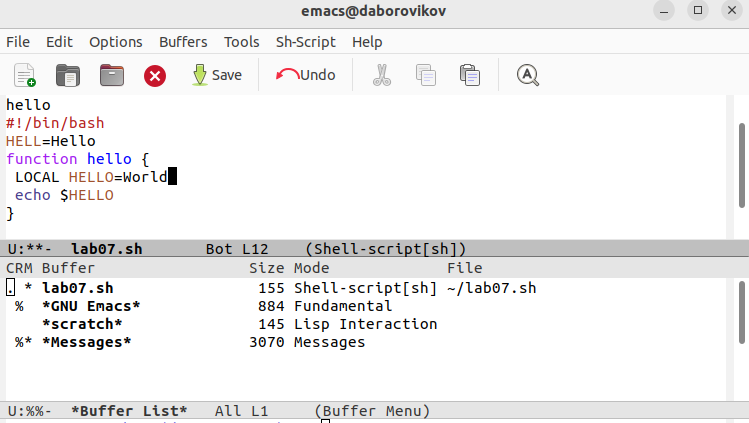 emacs@daborovikov
File Edit Options Buffers Tools Sh-Script Help
Save Undo
hello
#!/bin/bash
HELL=Hello
function hello {
 LOCAL HELLO=World
 echo $HELLO
}
U:**-  lab07.sh       Bot L12    (Shell-script[sh])
CRM Buffer                 Size Mode             File
. * lab07.sh                155 Shell-script[sh] ~/lab07.sh
 %  *GNU Emacs*             884 Fundamental
    *scratch*               145 Lisp Interaction
 %* *Messages*             3070 Messages
U:%%-  *Buffer List*   All L1     (Buffer Menu)